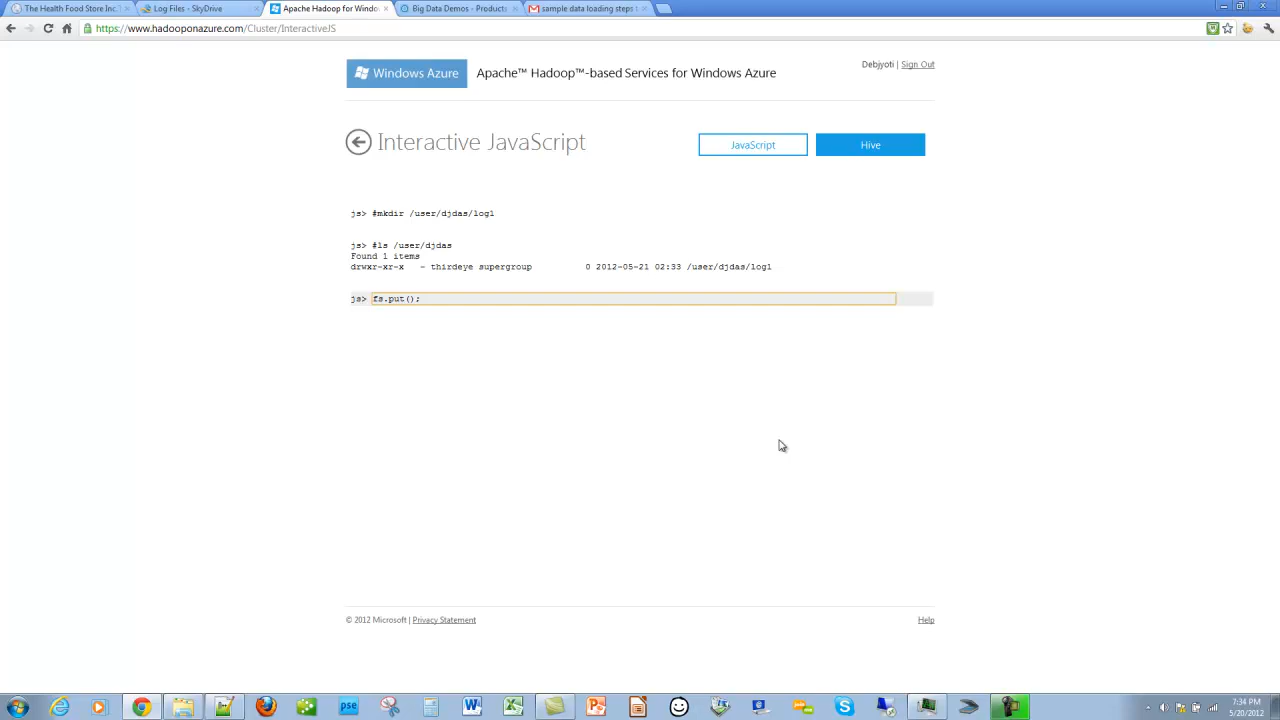 The Health Food Store Inc.
Log Files - SkyDrive
Apache Hadoop for Windo
Big Data Demos - Products
sample data loading steps
https://www.hadooponazure.com/Cluster/InteractiveJS
Windows Azure
Apache™ Hadoop™-based Services for Windows Azure
Debjyoti | Sign Out
Interactive JavaScript
JavaScript
Hive
js> #mkdir /user/djdas/log1
js> #ls /user/djdas
Found 1 items
drwxr-xr-x - thirdeye supergroup 0 2012-05-21 02:33 /user/djdas/log1
js> fs.put();
© 2012 Microsoft | Privacy Statement
Help
pse
7:34 PM
5/20/2012